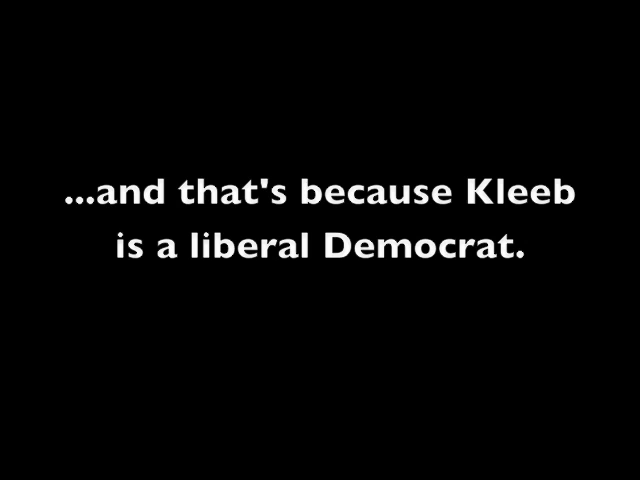 ...and that's because Kleeb
is a liberal Democrat.